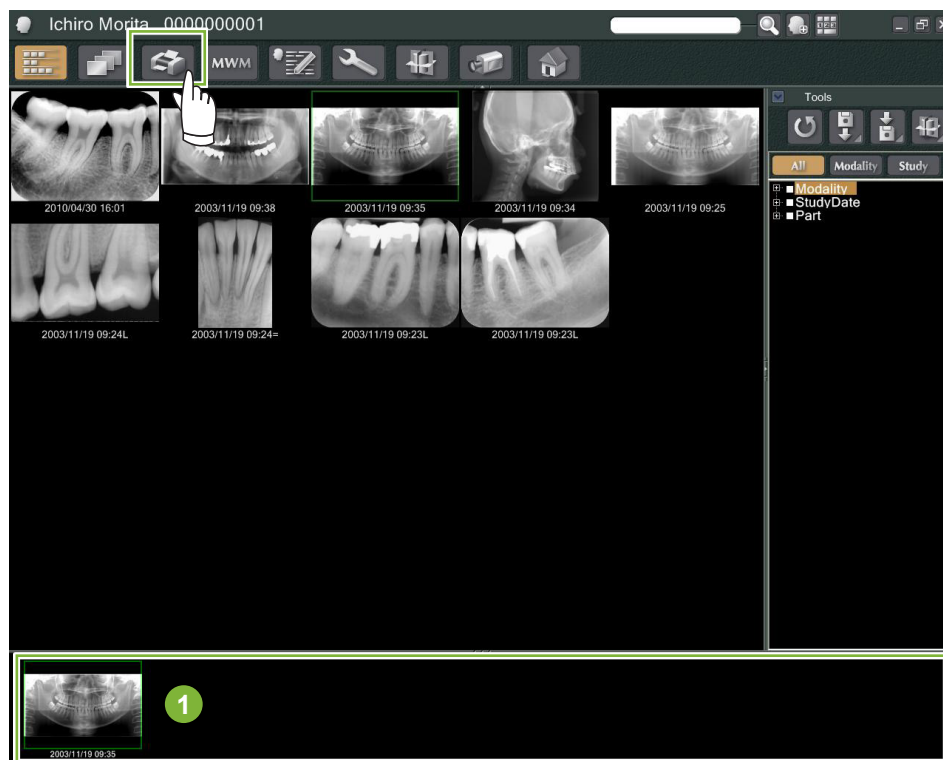 Ichiro Morita 0000000001
MWM
Tools
All Modality Study
Modality
StudyDate
Part
2010/04/30 16:01
2003/11/19 09:38
2003/11/19 09:35
2003/11/19 09:34
2003/11/19 09:25
2003/11/19 09:24L
2003/11/19 09:24=
2003/11/19 09:23L
2003/11/19 09:23L
1
2003/11/19 09:35